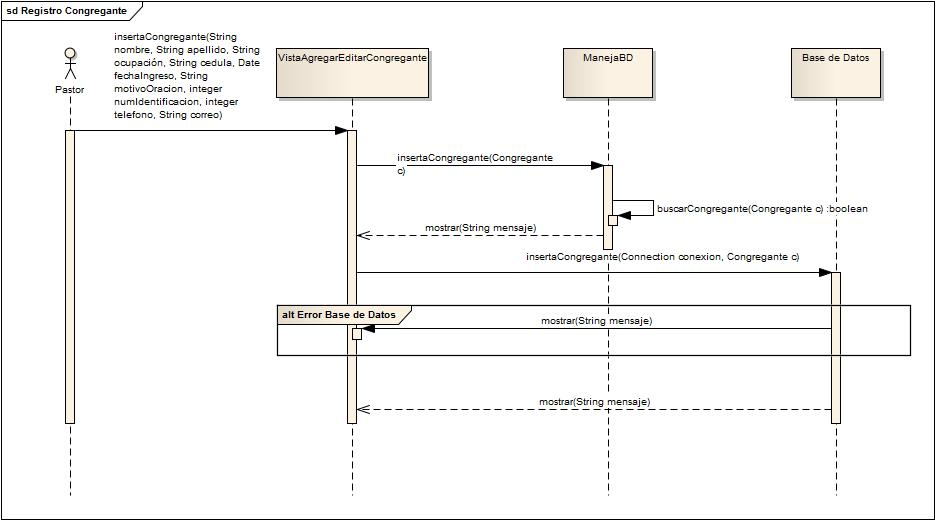 sd Registro Congregante
insertaCongregante(String
nombre, String apellido, String
ocupación, String cedula, Date
fechaIngreso, String
motivoOracion, integer
numIdentificacion, integer
telefono, String correo)
Pastor
VistaAgregarEditarCongregante
ManejaBD
Base de Datos
insertaCongregante(Congregante
c)
buscarCongregante(Congregante c) :boolean
mostrar(String mensaje)
insertaCongregante(Connection conexion, Congregante c)
alt Error Base de Datos
mostrar(String mensaje)
mostrar(String mensaje)